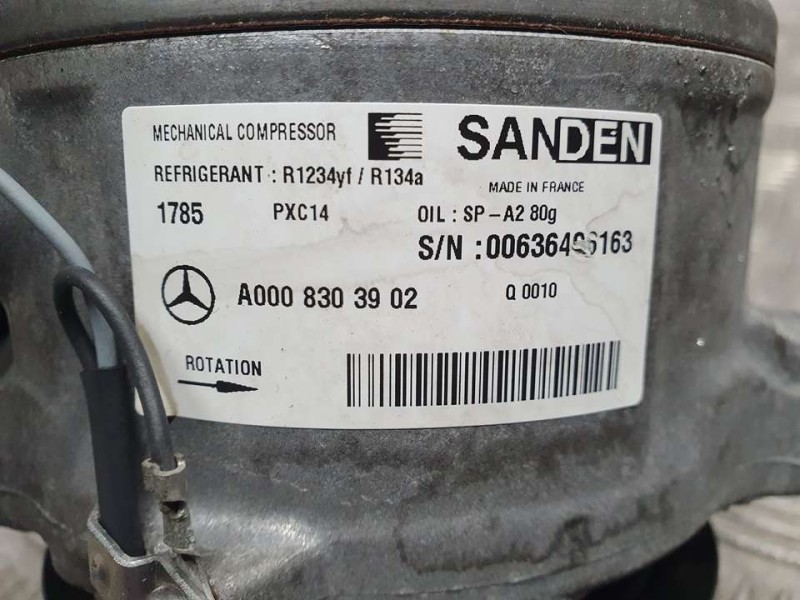 MECHANICAL COMPRESSOR
SANDEN
REFRIGERANT : R1234yf / R134a
MADE IN FRANCE
1785 PXC14 OIL : SP-A2 80g
S/N :
A000 830 39 02
Q 0010
ROTATION